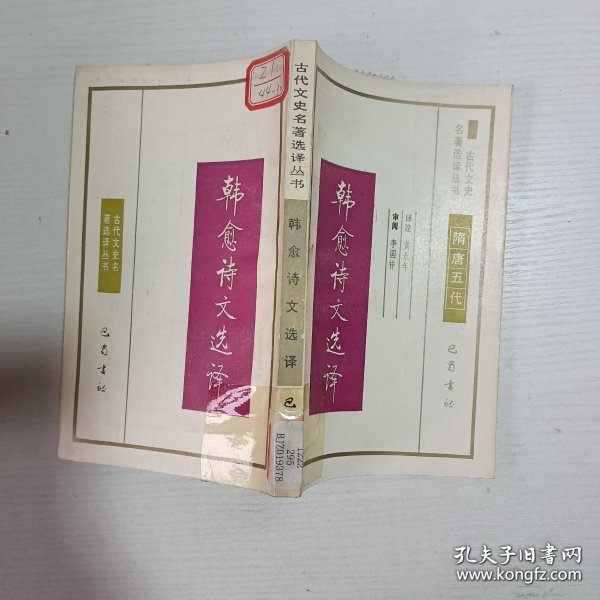 古代文史
名著选译丛书
隋唐五代
译注 黄永年
审阅 李国祥
韩愈诗文选译
巴蜀书社
古代文史名著选译丛书
韩愈诗文选译
巴
I222
295
BJZ019378
韩愈诗文选译
古代文史名
著选译丛书
巴蜀书社
孔夫子旧书网
www.kongfz.com